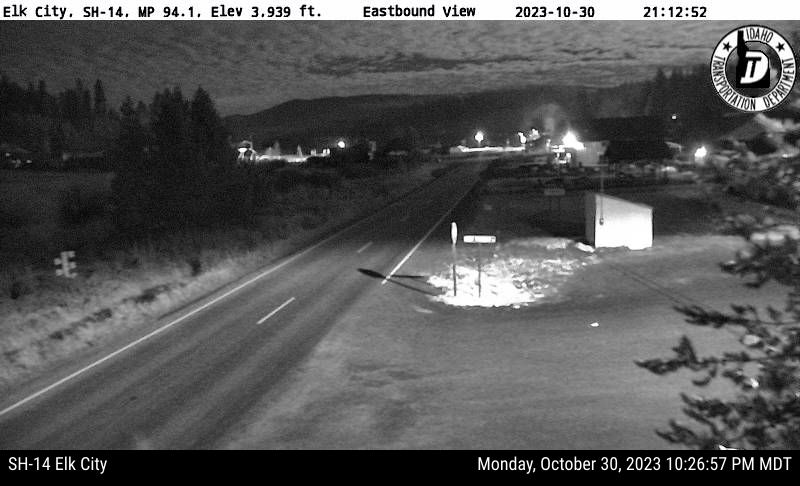 Elk City, SH-14, MP 94.1, Elev 3,939 ft. Eastbound View 2023-10-30 21:12:52
IDAHO
TRANSPORTATION DEPARTMENT
SH-14 Elk City Monday, October 30, 2023 10:26:57 PM MDT